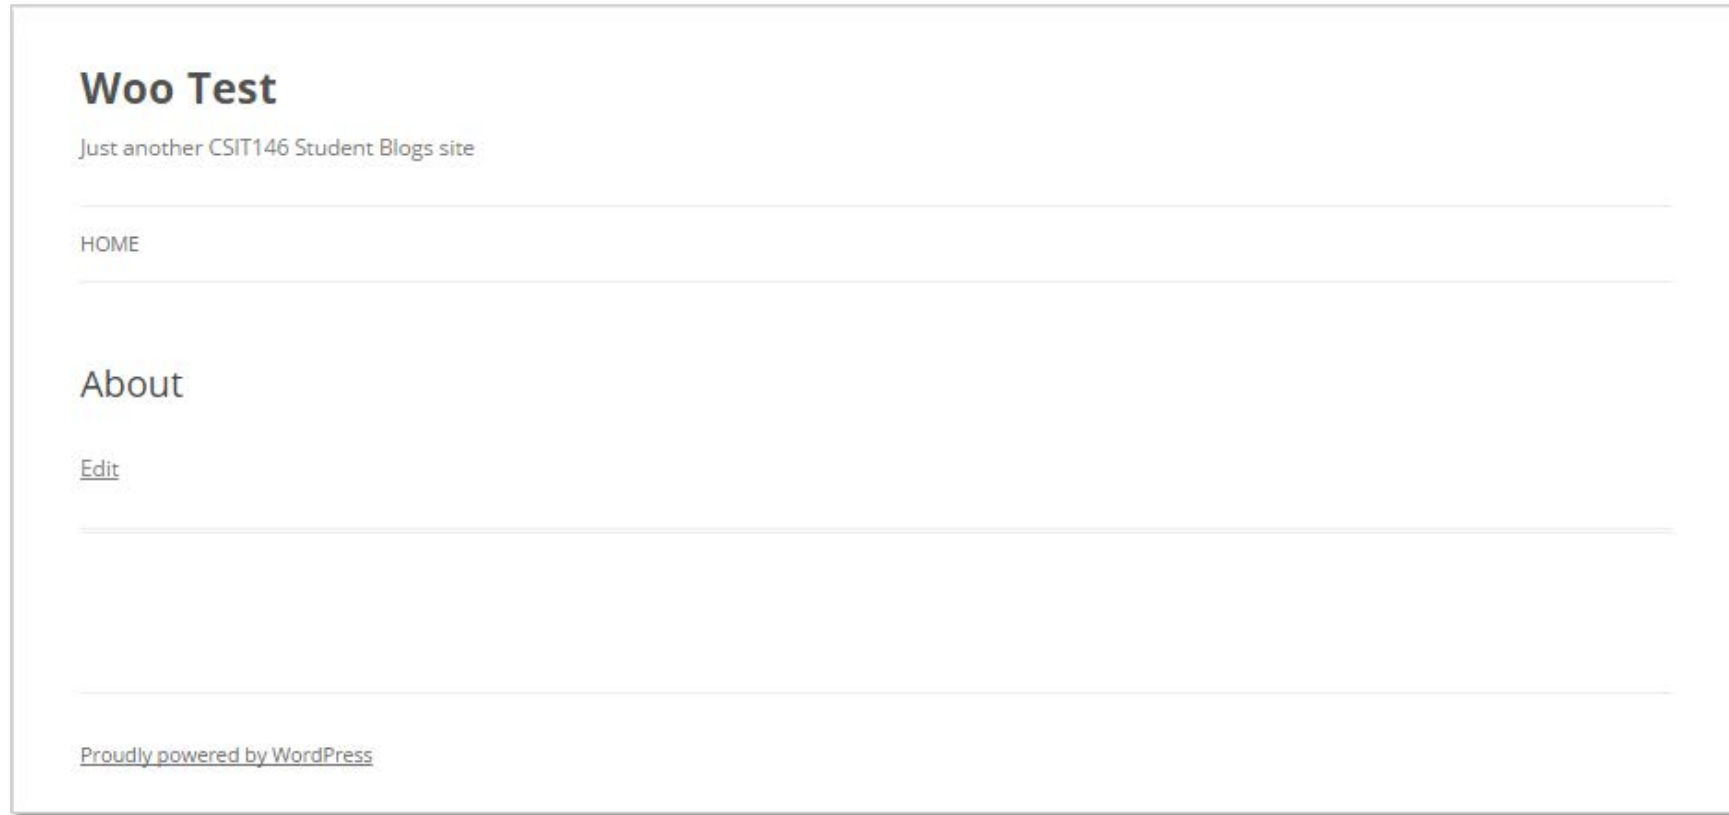 Woo Test
Just another CSIT146 Student Blogs site
HOME
About
Edit
Proudly powered by WordPress